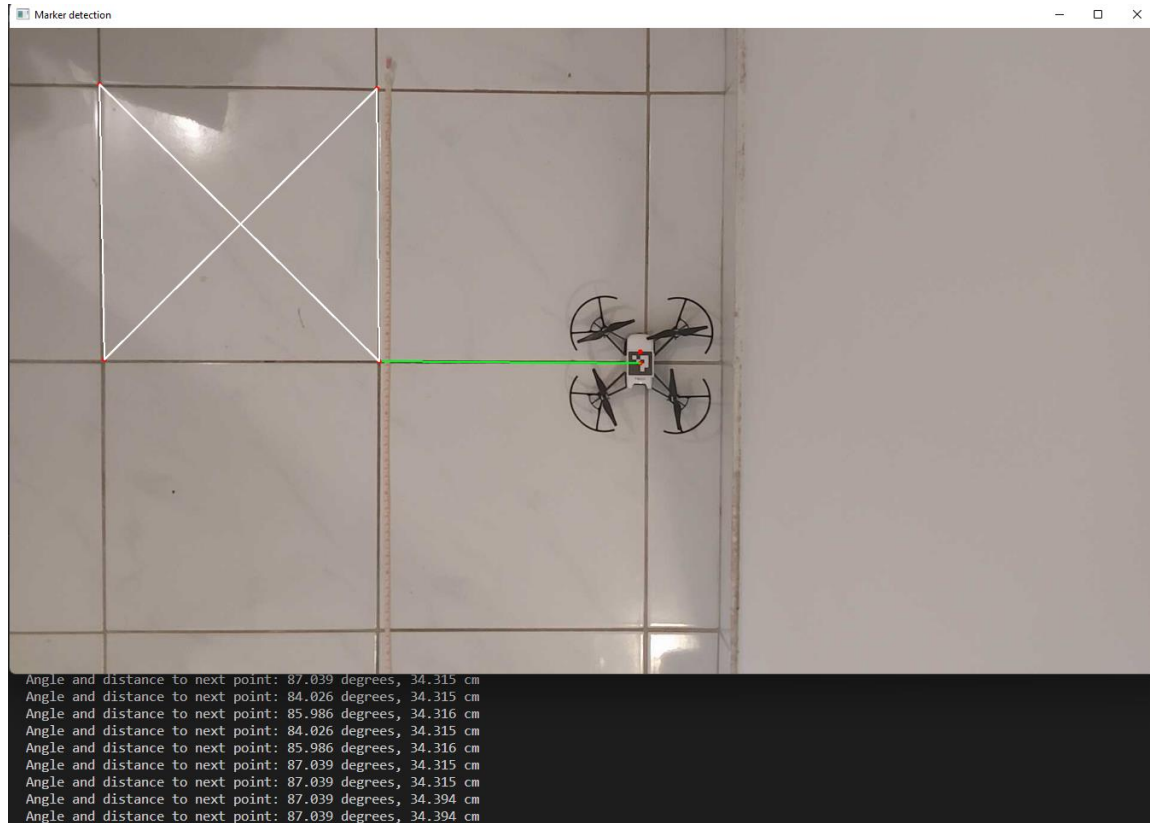 Marker detection
Angle and distance to next point: 87.039 degrees, 34.315 cm
Angle and distance to next point: 84.026 degrees, 34.315 cm
Angle and distance to next point: 85.986 degrees, 34.316 cm
Angle and distance to next point: 84.026 degrees, 34.315 cm
Angle and distance to next point: 85.986 degrees, 34.316 cm
Angle and distance to next point: 87.039 degrees, 34.315 cm
Angle and distance to next point: 87.039 degrees, 34.315 cm
Angle and distance to next point: 87.039 degrees, 34.394 cm
Angle and distance to next point: 87.039 degrees, 34.394 cm